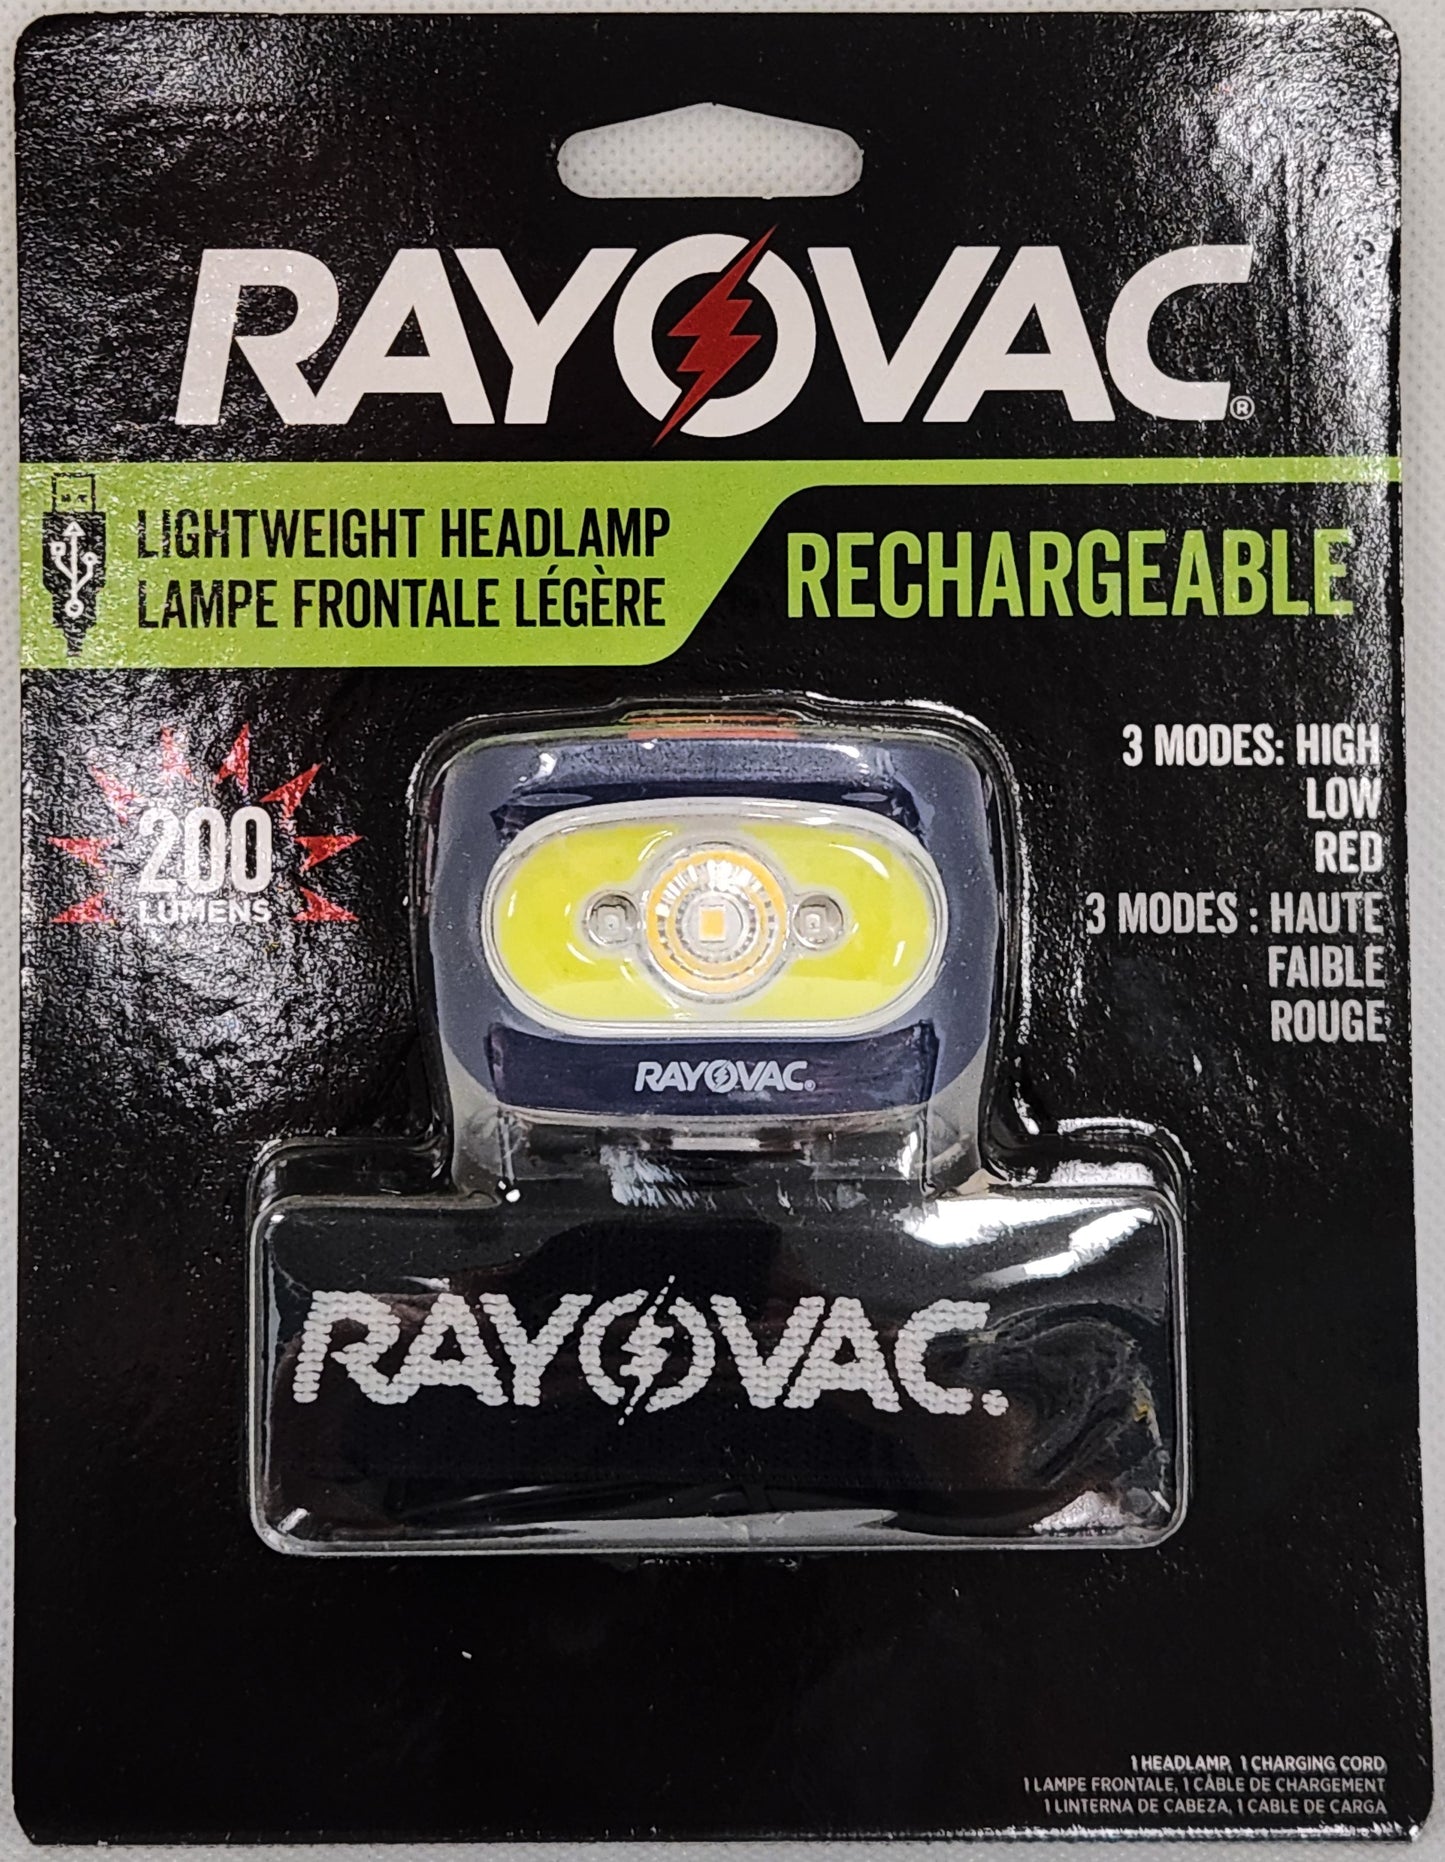 RAYOVAC®
LIGHTWEIGHT HEADLAMP
LAMPE FRONTALE LÉGÈRE
RECHARGEABLE
200
LUMENS
3 MODES: HIGH
LOW
RED
3 MODES : HAUTE
FAIBLE
ROUGE
RAYOVAC®
RAYOVAC.
1 HEADLAMP, 1 CHARGING CORD
1 LAMPE FRONTALE, 1 CÂBLE DE CHARGEMENT
1 LINTERNA DE CABEZA, 1 CABLE DE CARGA